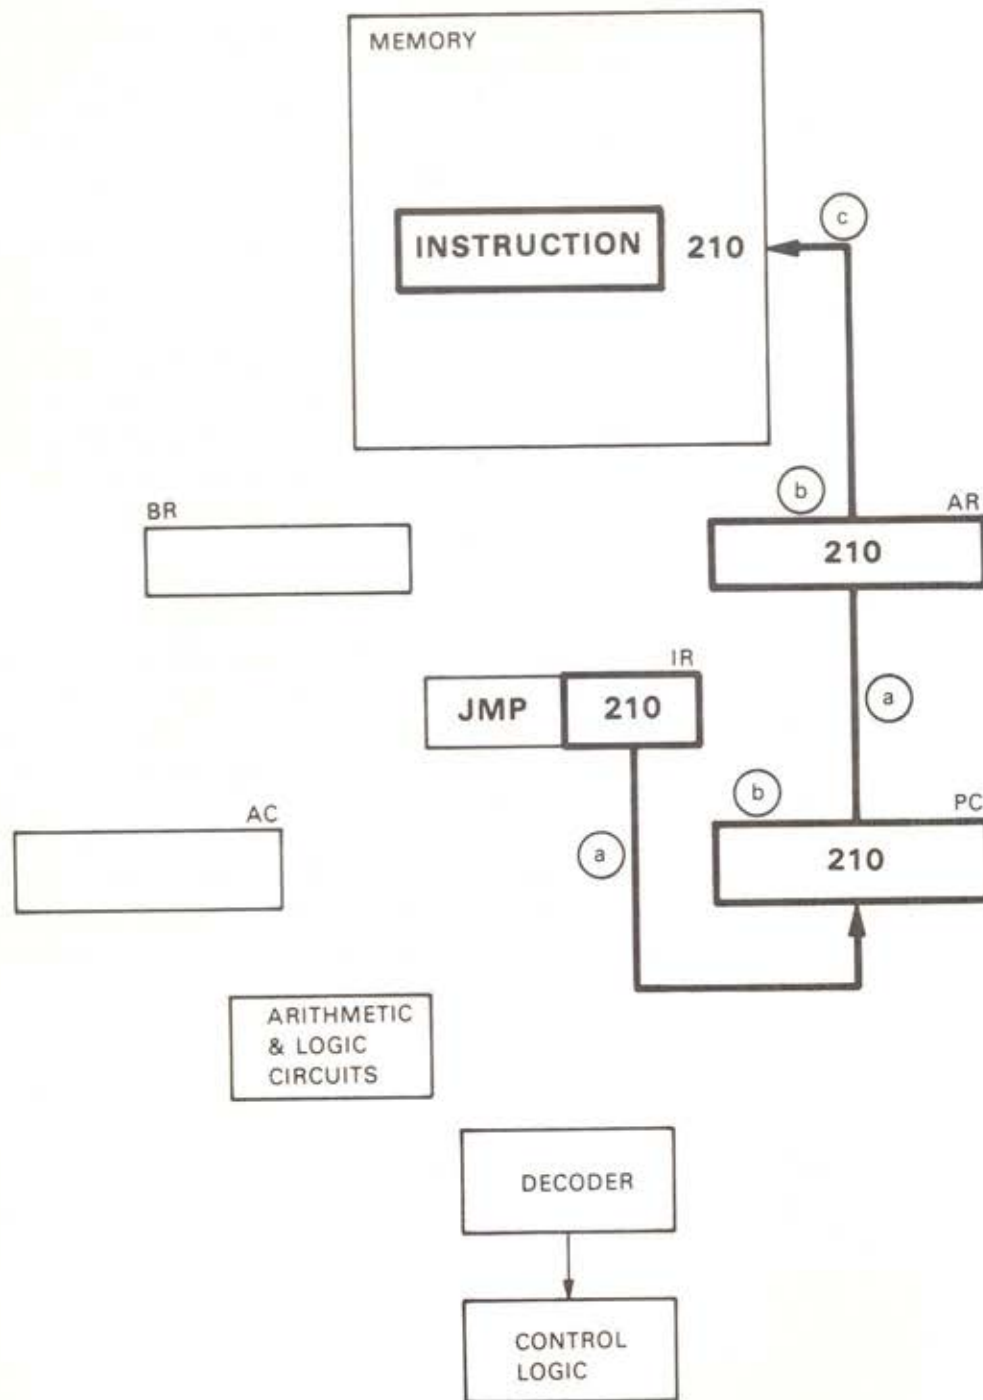 MEMORY
INSTRUCTION 210
c
b
BR
AR
210
IR
JMP 210
a
b
AC
PC
a
210
ARITHMETIC
& LOGIC
CIRCUITS
DECODER
CONTROL
LOGIC